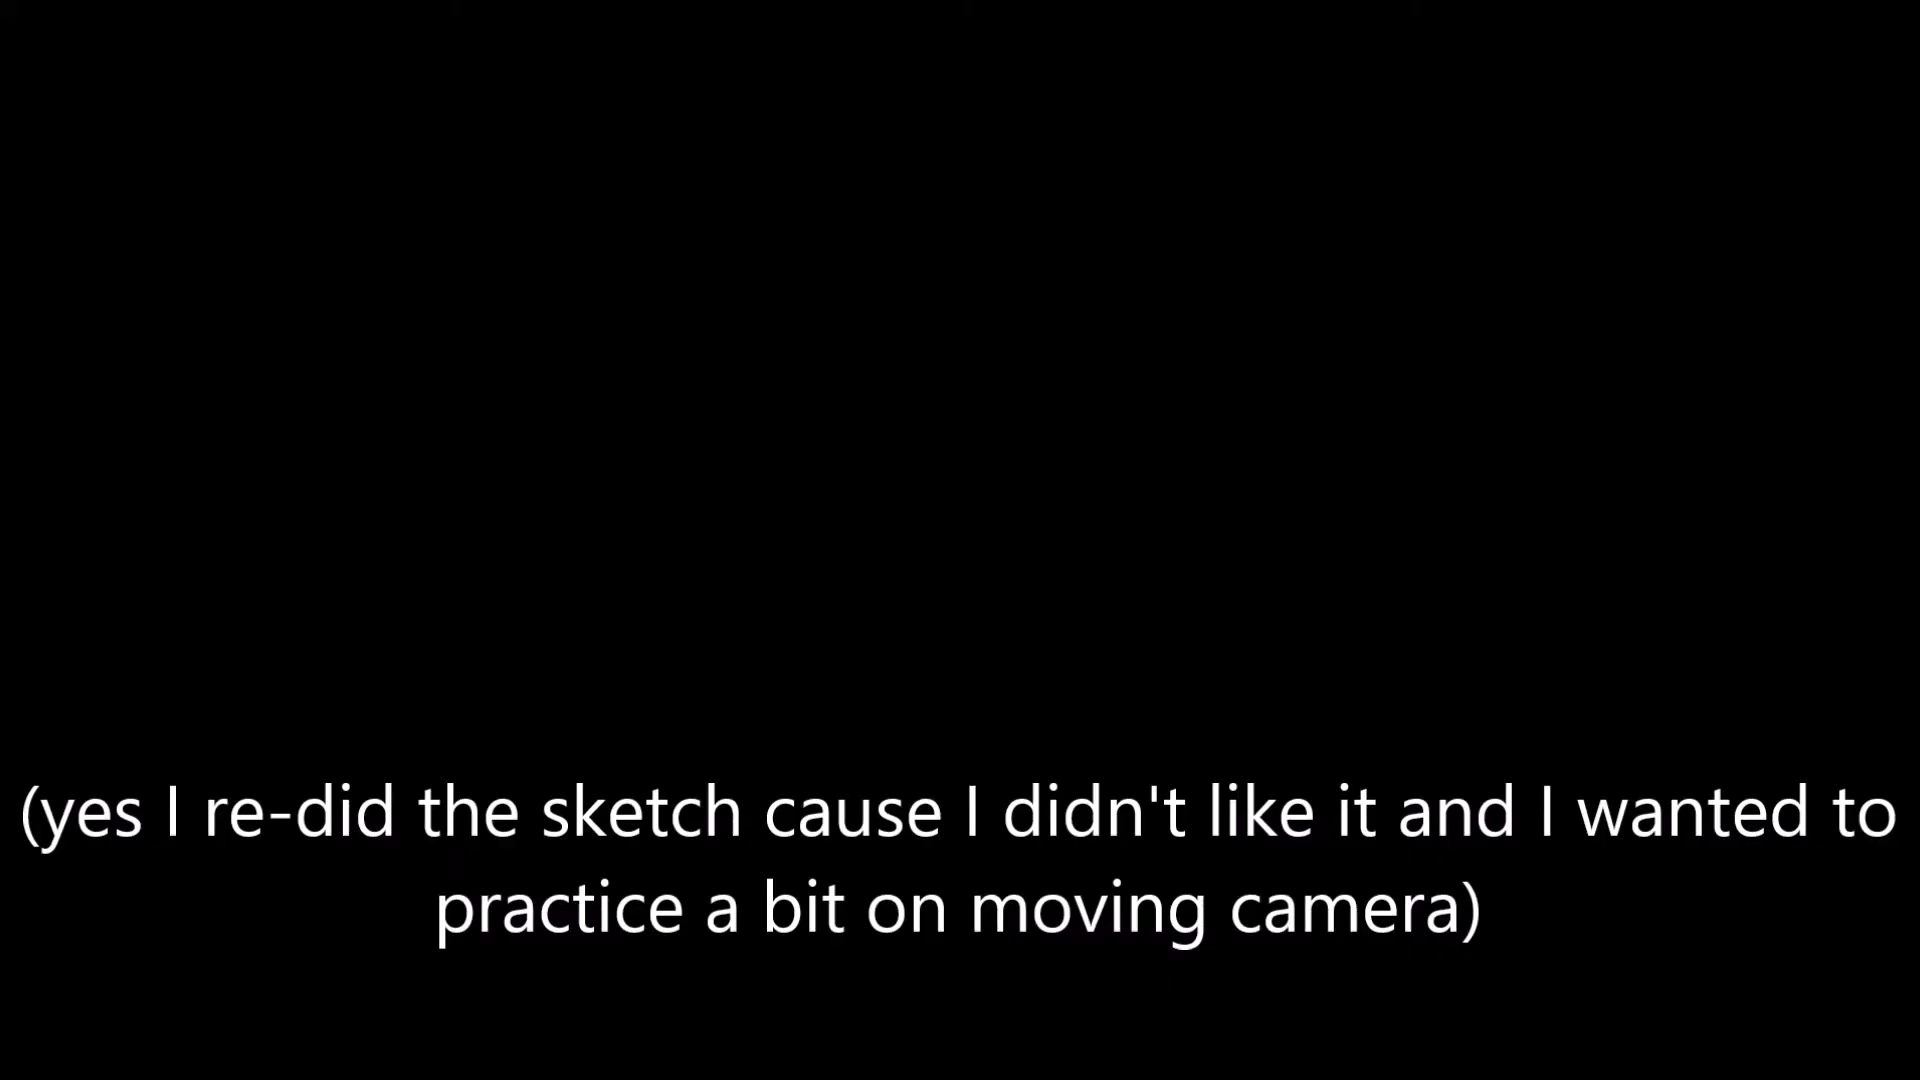 (yes I re-did the sketch cause I didn't like it and I wanted to
practice a bit on moving camera)